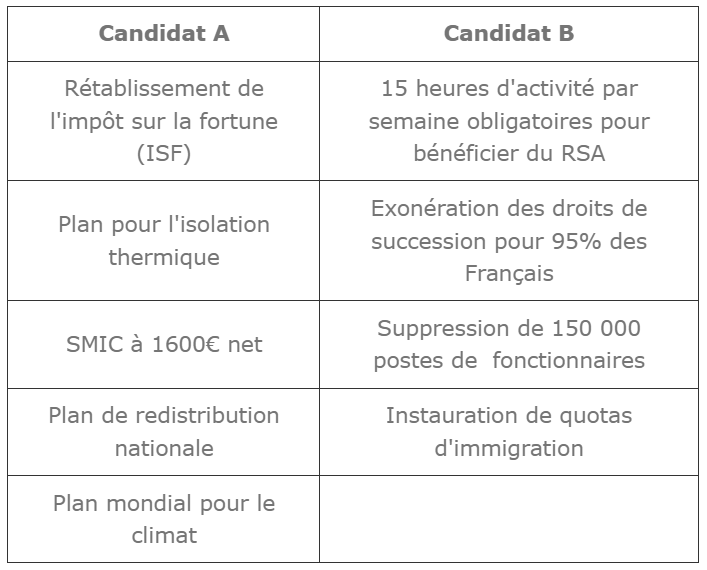 Candidat A
Candidat B
Rétablissement de
l'impôt sur la fortune
(ISF)
15 heures d'activité par
semaine obligatoires pour
bénéficier du RSA
Plan pour l'isolation
thermique
Exonération des droits de
succession pour 95% des
Français
SMIC à 1600€ net
Suppression de 150 000
postes de  fonctionnaires
Plan de redistribution
nationale
Instauration de quotas
d'immigration
Plan mondial pour le
climat